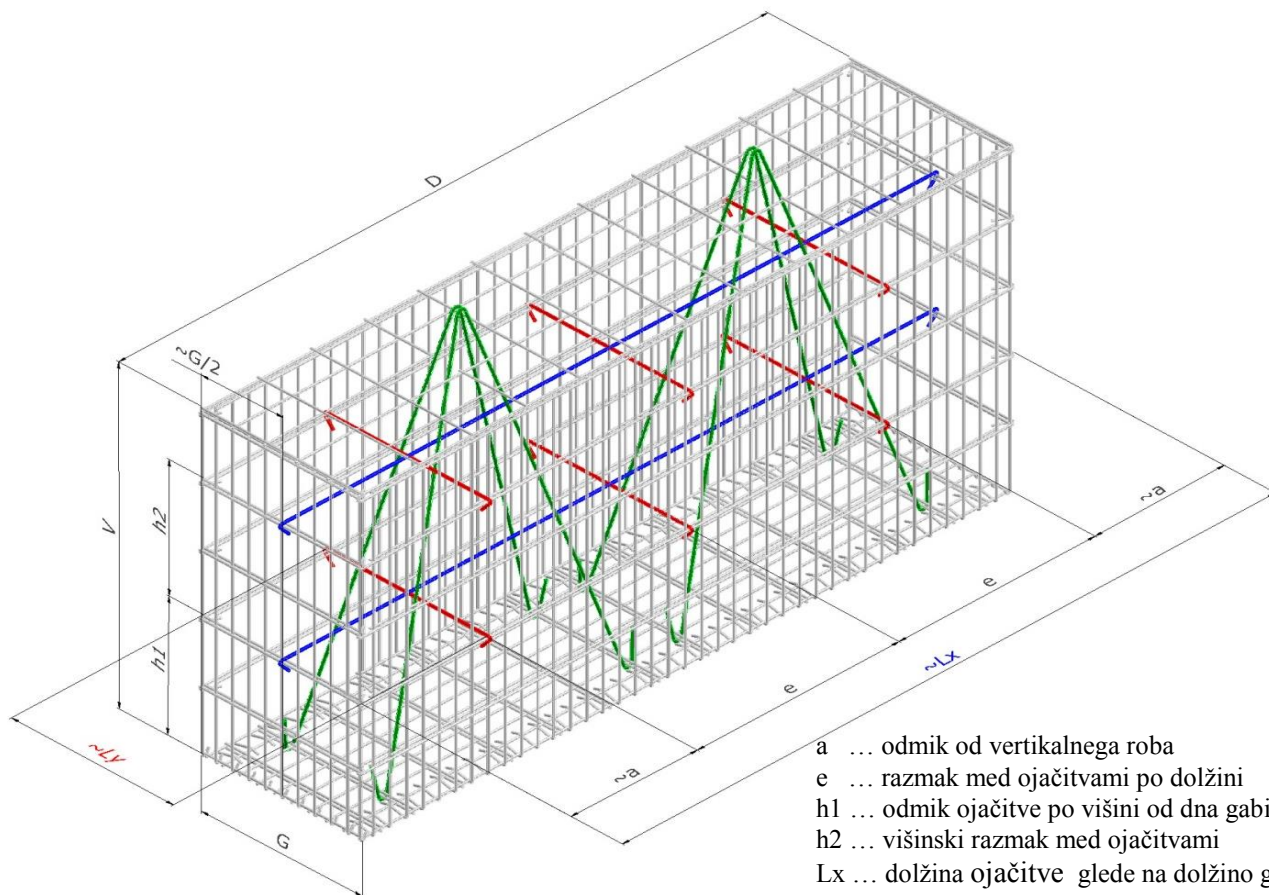 D
~G/2
V
h2
h1
~Ly
G
~a
e
~Lx
e
~a
a … odmik od vertikalnega roba
e … razmak med ojačitvami po dolžini
h1 … odmik ojačitve po višini od dna gabi
h2 … višinski razmak med ojačitvami
Lx … dolžina ojačitve glede na dolžino g